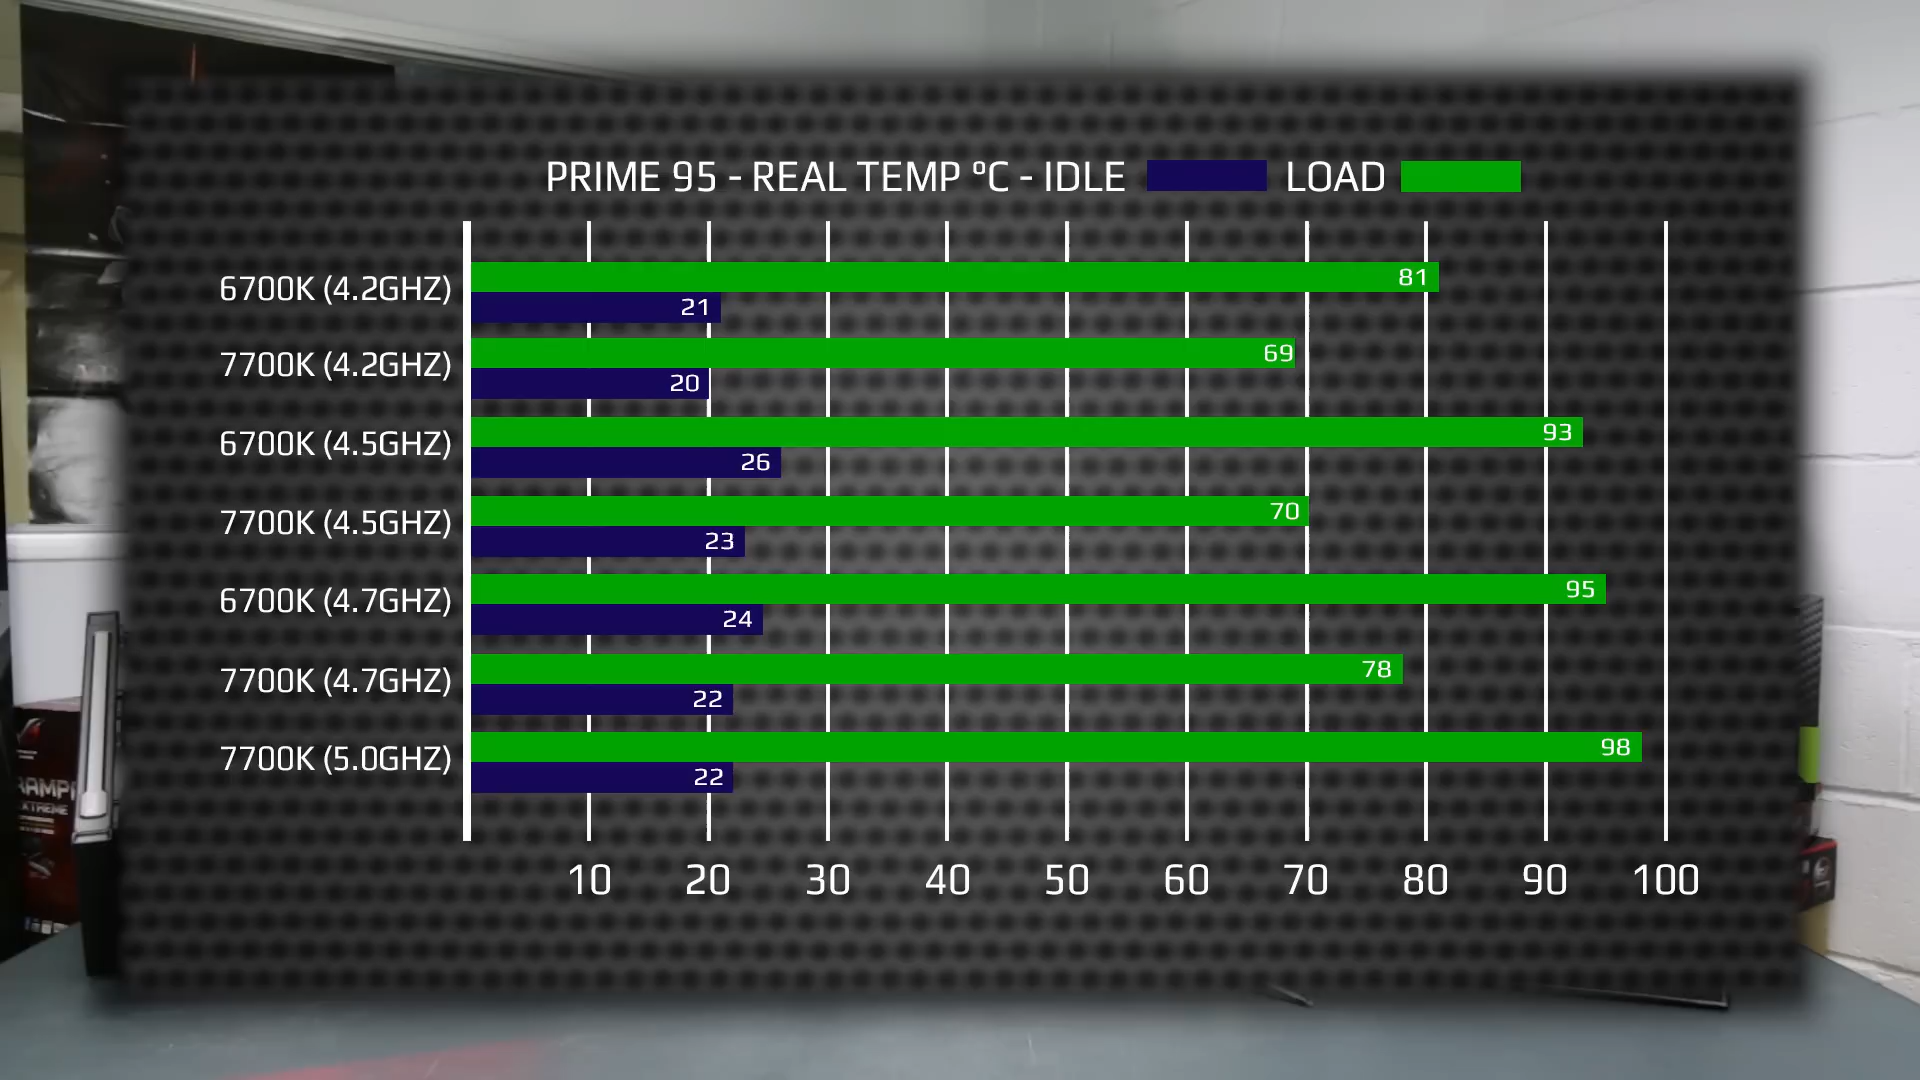 PRIME 95 - REAL TEMP ºC - IDLE LOAD
6700K (4.2GHZ) 81
21
7700K (4.2GHZ) 69
20
6700K (4.5GHZ) 93
26
7700K (4.5GHZ) 70
23
6700K (4.7GHZ) 95
24
7700K (4.7GHZ) 78
22
7700K (5.0GHZ) 98
22
10 20 30 40 50 60 70 80 90 100